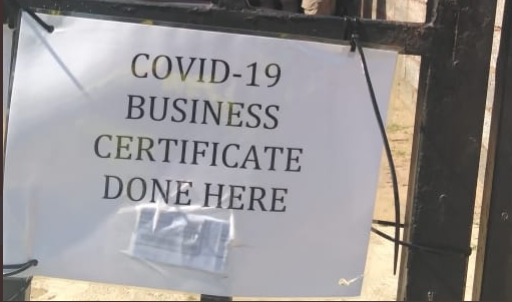 COVID-19
BUSINESS
CERTIFICATE
DONE HERE